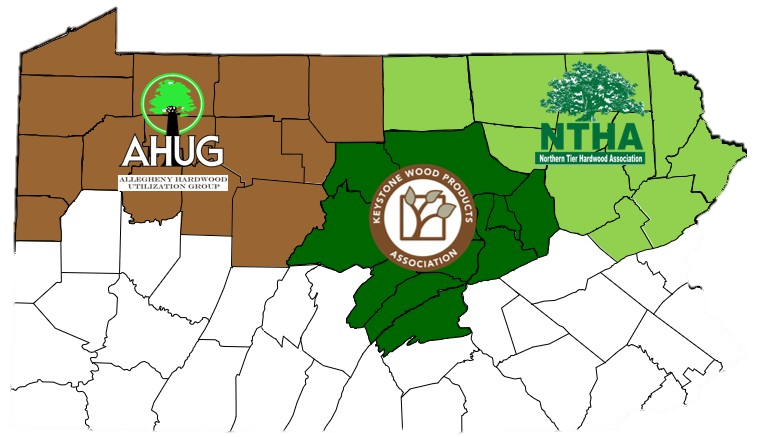 AHUG
ALLEGHENY HARDWOOD
UTILIZATION GROUP
KEYSTONE WOOD PRODUCTS
ASSOCIATION
NTHA
Northern Tier Hardwood Association